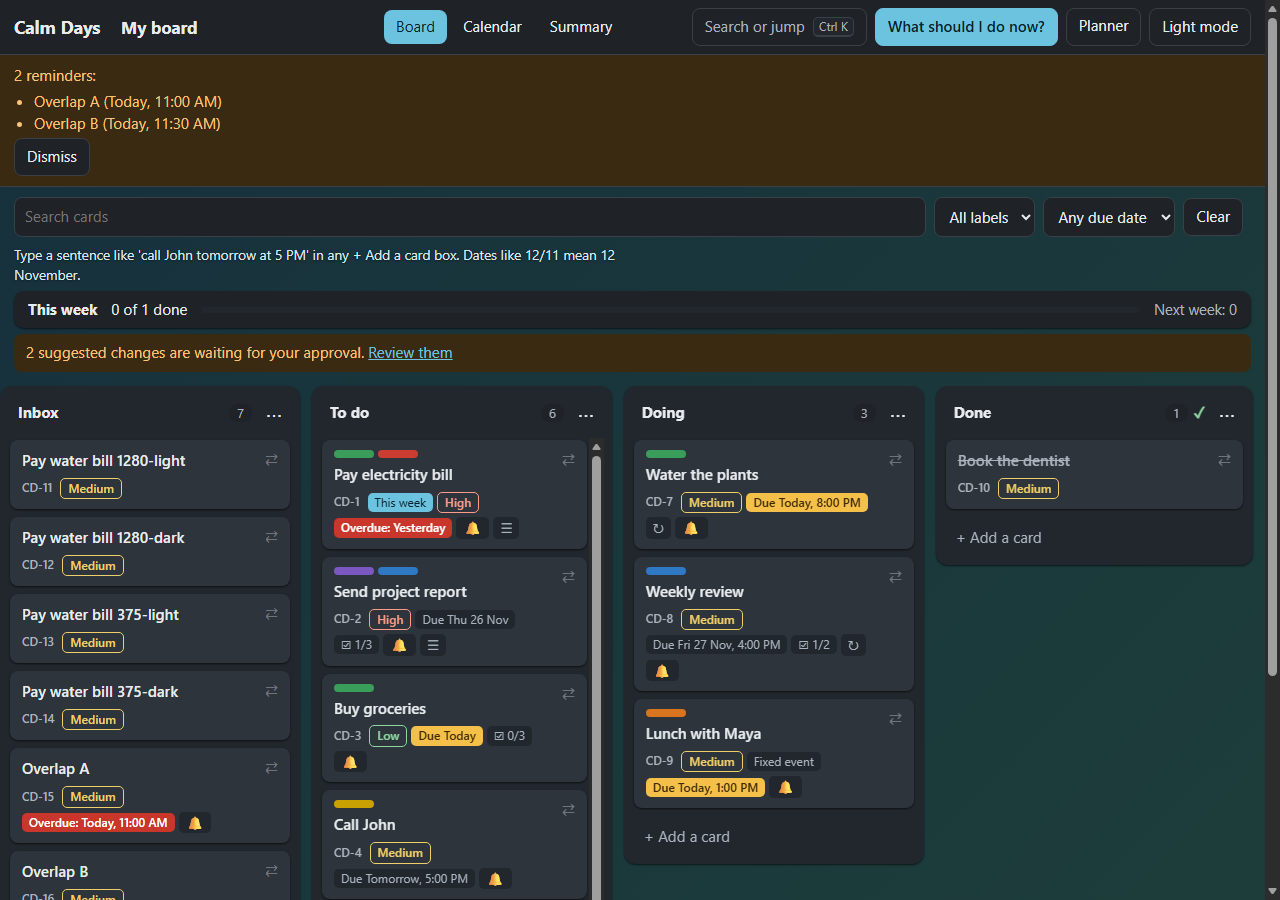 Calm Days My board Board Calendar Summary Search or jump Ctrl K What should I do now? Planner Light mode
2 reminders:
• Overlap A (Today, 11:00 AM)
• Overlap B (Today, 11:30 AM)
Dismiss
Search cards All labels Any due date Clear
Type a sentence like 'call John tomorrow at 5 PM' in any + Add a card box. Dates like 12/11 mean 12
November.
This week 0 of 1 done Next week: 0
2 suggested changes are waiting for your approval. Review them
Inbox 7 ...
Pay water bill 1280-light
CD-11 Medium
Pay water bill 1280-dark
CD-12 Medium
Pay water bill 375-light
CD-13 Medium
Pay water bill 375-dark
CD-14 Medium
Overlap A
CD-15 Medium
Overdue: Today, 11:00 AM
Overlap B
CD-16 Medium
To do 6 ...
Pay electricity bill
CD-1 This week High
Overdue: Yesterday
Send project report
CD-2 High Due Thu 26 Nov
1/3
Buy groceries
CD-3 Low Due Today 0/3
Call John
CD-4 Medium
Due Tomorrow, 5:00 PM
Doing 3 ...
Water the plants
CD-7 Medium Due Today, 8:00 PM
Weekly review
CD-8 Medium
Due Fri 27 Nov, 4:00 PM 1/2
Lunch with Maya
CD-9 Medium Fixed event
Due Today, 1:00 PM
+ Add a card
Done 1 ✓ ...
Book the dentist
CD-10 Medium
+ Add a card